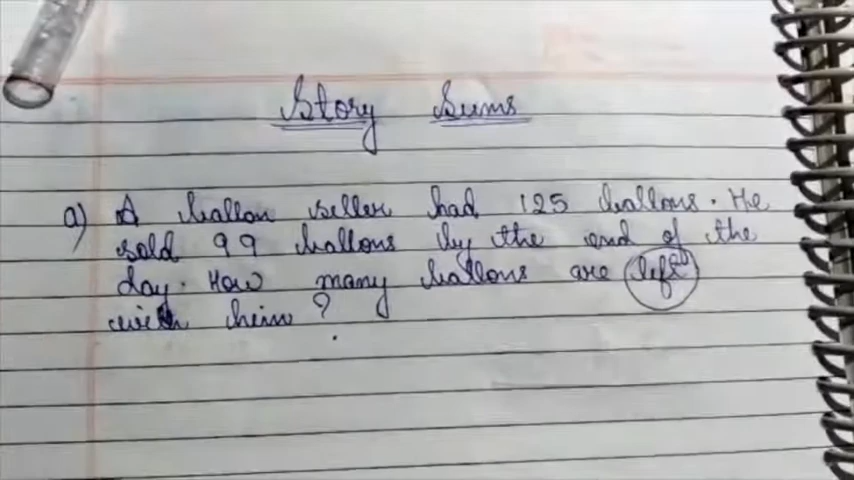 Story Sums
a) A ballon seller had 125 ballons. He
sold 99 ballons by the end of the
day. How many ballons are left
with him?